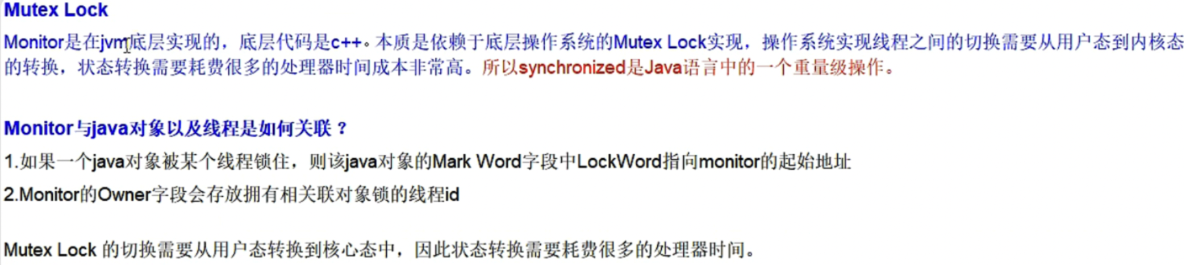 Mutex Lock
Monitor是在jvm底层实现的，底层代码是c++。本质是依赖于底层操作系统的Mutex Lock实现，操作系统实现线程之间的切换需要从用户态到内核态
的转换，状态转换需要耗费很多的处理器时间成本非常高。所以synchronized是Java语言中的一个重量级操作。
Monitor与java对象以及线程是如何关联 ？
1.如果一个java对象被某个线程锁住，则该java对象的Mark Word字段中LockWord指向monitor的起始地址
2.Monitor的Owner字段会存放拥有相关联对象锁的线程id
Mutex Lock 的切换需要从用户态转换到核心态中，因此状态转换需要耗费很多的处理器时间。